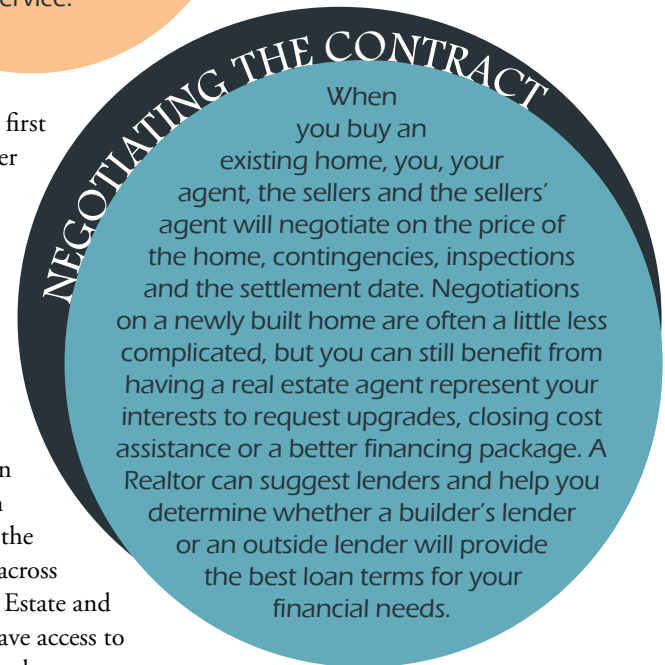 ervice.
NEGOTIATING THE CONTRACT
When
you buy an
existing home, you, your
agent, the sellers and the sellers’
agent will negotiate on the price of
the home, contingencies, inspections
and the settlement date. Negotiations
on a newly built home are often a little less
complicated, but you can still benefit from
having a real estate agent represent your
interests to request upgrades, closing cost
assistance or a better financing package. A
Realtor can suggest lenders and help you
determine whether a builder’s lender
or an outside lender will provide
the best loan terms for your
financial needs.
first
er
n
the
across
Estate and
ave access to